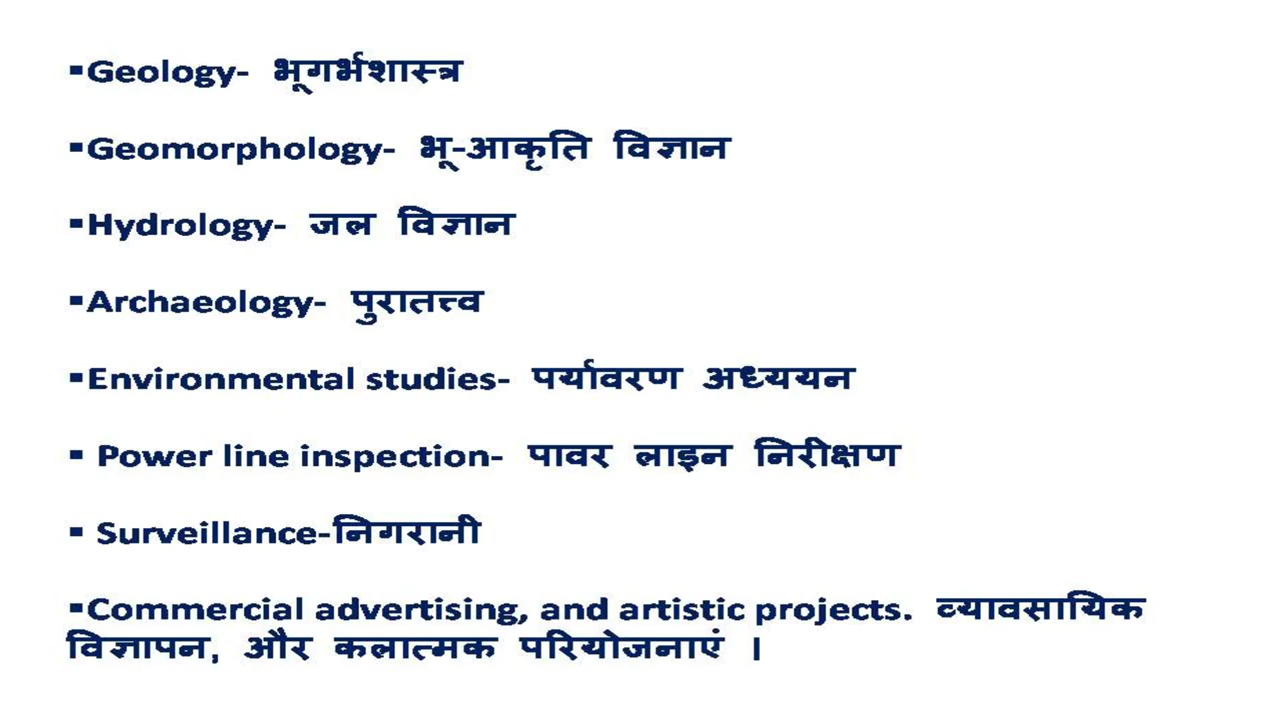 ▪Geology- भूगर्भशास्त्र
▪Geomorphology- भू-आकृति विज्ञान
▪Hydrology- जल विज्ञान
▪Archaeology- पुरातत्त्व
▪Environmental studies- पर्यावरण अध्ययन
▪ Power line inspection- पावर लाइन निरीक्षण
▪ Surveillance-निगरानी
▪Commercial advertising, and artistic projects. व्यावसायिक
विज्ञापन, और कलात्मक परियोजनाएं ।